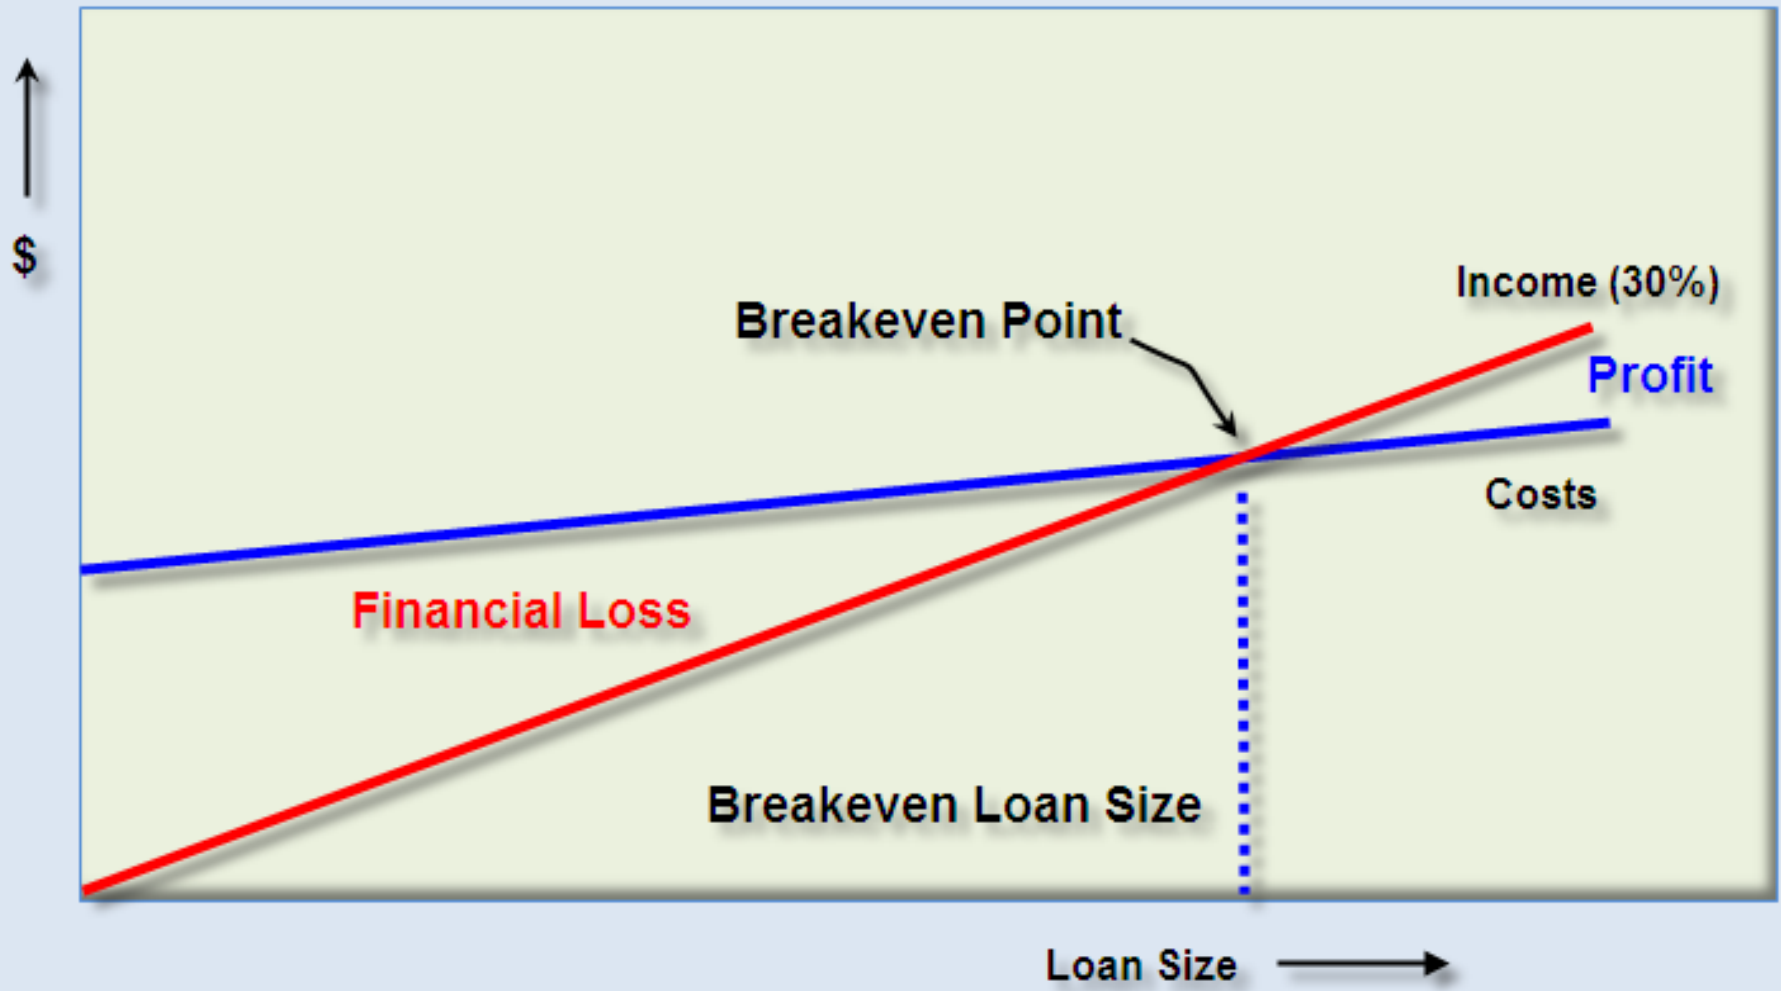 $
Income (30%)
Breakeven Point
Profit
Costs
Financial Loss
Breakeven Loan Size
Loan Size